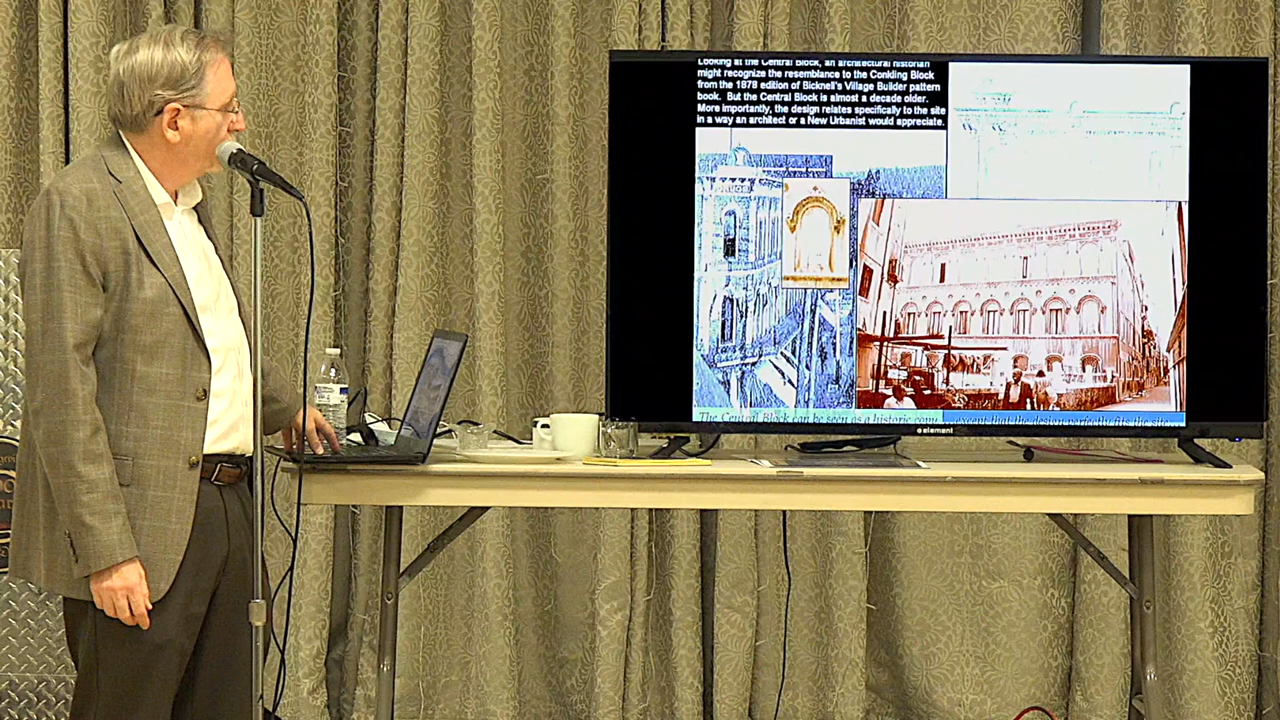 Looking at the Central Block, an architectural historian
might recognize the resemblance to the Conkling Block
from the 1878 edition of Bicknell's Village Builder pattern
book. But the Central Block is almost a decade older.
More importantly, the design relates specifically to the site
in a way an architect or a New Urbanist would appreciate.
DRUGS
The Central Block can be seen as a historic copy
except that the design perfectly fits the site
element